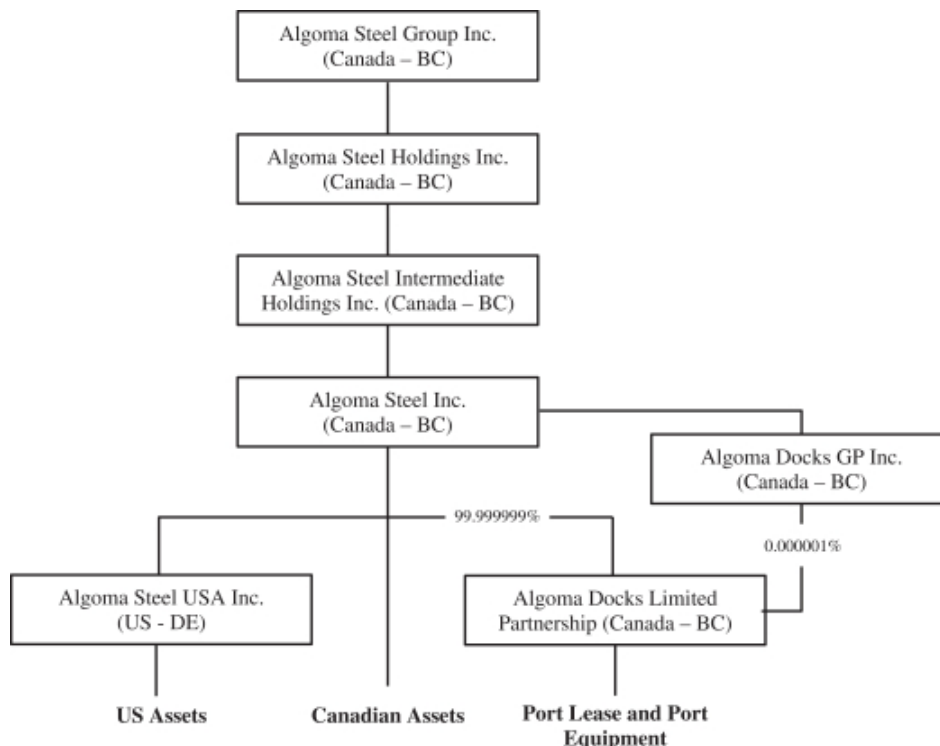 Algoma Steel Group Inc.
(Canada – BC)
Algoma Steel Holdings Inc.
(Canada – BC)
Algoma Steel Intermediate
Holdings Inc. (Canada – BC)
Algoma Steel Inc.
(Canada – BC)
Algoma Docks GP Inc.
(Canada – BC)
99.999999%
0.000001%
Algoma Steel USA Inc.
(US - DE)
Algoma Docks Limited
Partnership (Canada – BC)
US Assets
Canadian Assets
Port Lease and Port
Equipment